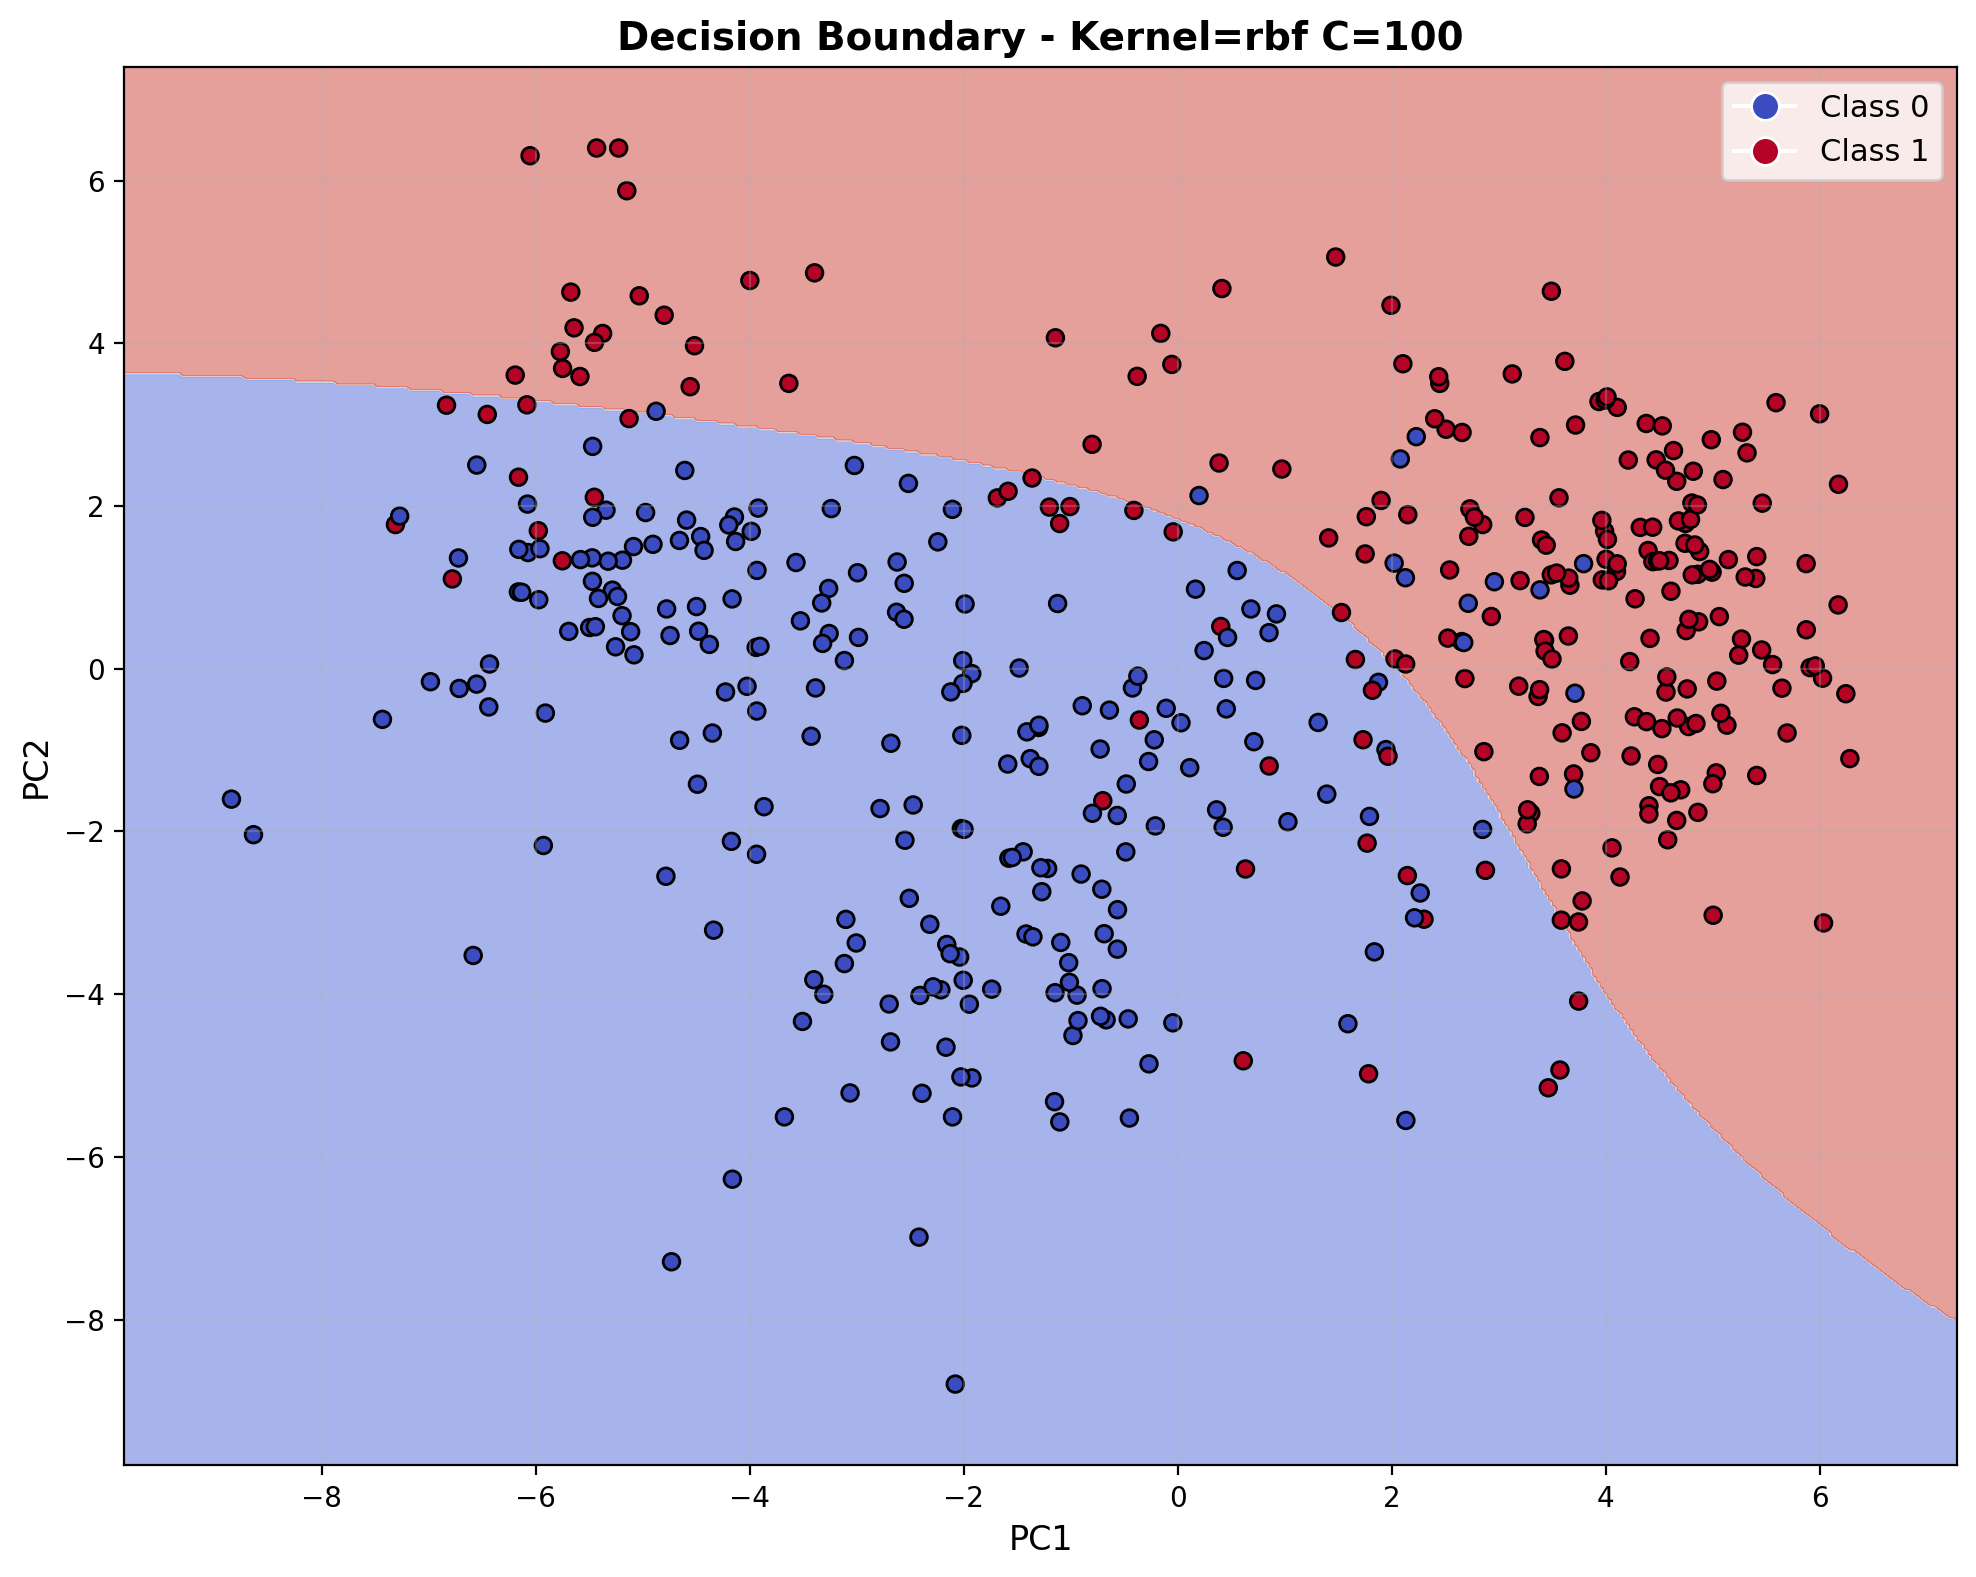 Decision Boundary - Kernel=rbf C=100
Class 0
Class 1
6
4
2
0
−2
−4
−6
−8
PC2
−8 −6 −4 −2 0 2 4 6
PC1